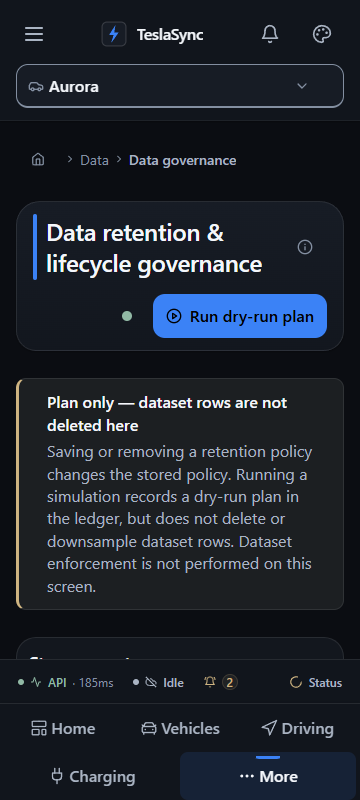 TeslaSync
Aurora
Data
Data governance
Data retention &
lifecycle governance
Run dry-run plan
Plan only — dataset rows are not
deleted here
Saving or removing a retention policy
changes the stored policy. Running a
simulation records a dry-run plan in
the ledger, but does not delete or
downsample dataset rows. Dataset
enforcement is not performed on this
screen.
API · 185ms
Idle
2
Status
Home
Vehicles
Driving
Charging
More